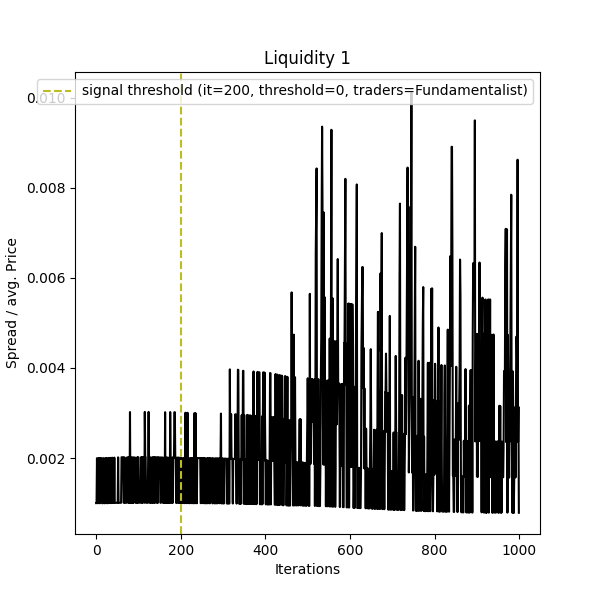 Liquidity 1
signal threshold (it=200, threshold=0, traders=Fundamentalist)
0.010
0.008
0.006
0.004
0.002
Spread / avg. Price
0 200 400 600 800 1000
Iterations